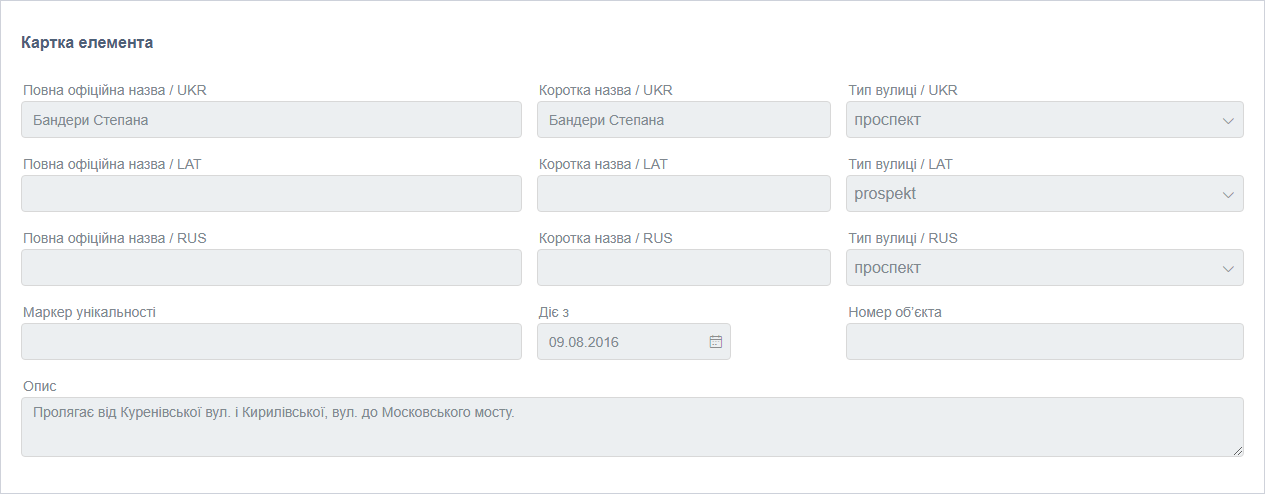 Картка елемента
Повна офіційна назва / UKR
Коротка назва / UKR
Тип вулиці / UKR
Бандери Степана
Бандери Степана
проспект
Повна офіційна назва / LAT
Коротка назва / LAT
Тип вулиці / LAT
prospekt
Повна офіційна назва / RUS
Коротка назва / RUS
Тип вулиці / RUS
проспект
Маркер унікальності
Діє з
Номер об'єкта
09.08.2016
Опис
Пролягає від Куренівської вул. і Кирилівської, вул. до Московського мосту.